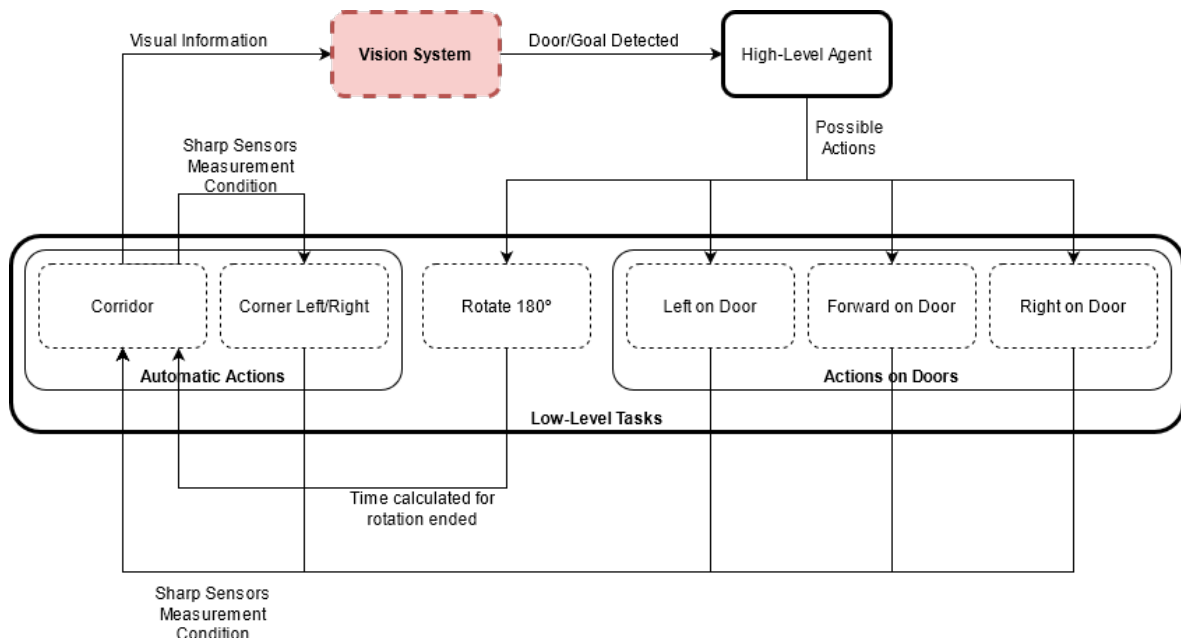 Visual Information
Vision System
Door/Goal Detected
High-Level Agent
Possible
Actions
Sharp Sensors
Measurement
Condition
Corridor
Corner Left/Right
Rotate 180º
Left on Door
Forward on Door
Right on Door
Automatic Actions
Actions on Doors
Low-Level Tasks
Time calculated for
rotation ended
Sharp Sensors
Measurement
Condition